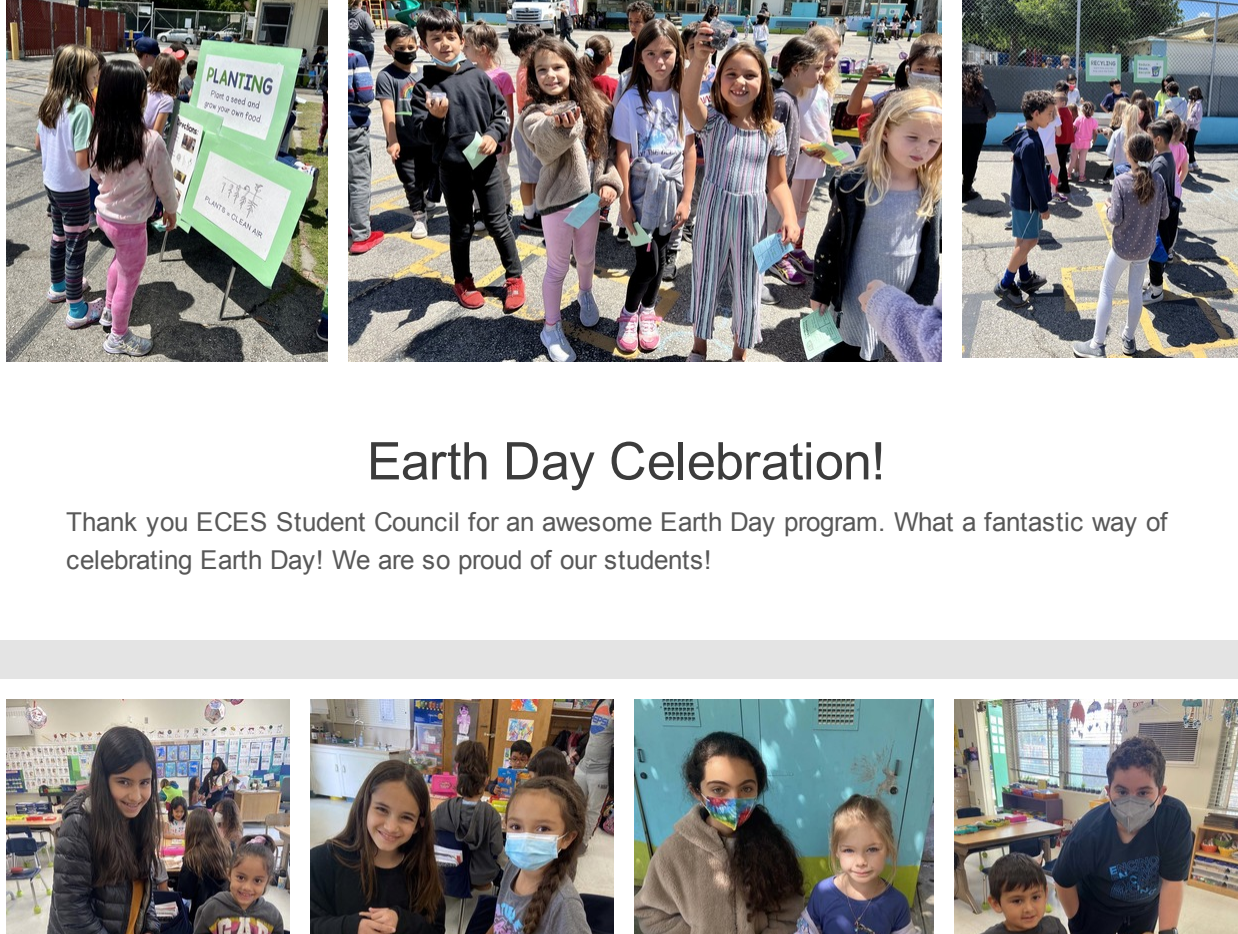 PLANTING
Plant a seed and
grow your own food.
PLANTS = CLEAN AIR
RECYCLING
Earth Day Celebration!
Thank you ECES Student Council for an awesome Earth Day program. What a fantastic way of
celebrating Earth Day! We are so proud of our students!